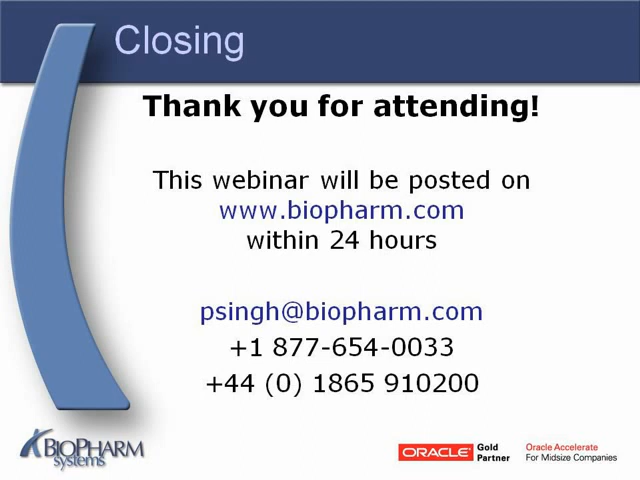 Closing
Thank you for attending!
This webinar will be posted on
www.biopharm.com
within 24 hours
psingh@biopharm.com
+1 877-654-0033
+44 (0) 1865 910200
BIOPHARM
systems
ORACLE
Gold
Partner
Oracle Accelerate
For Midsize Companies